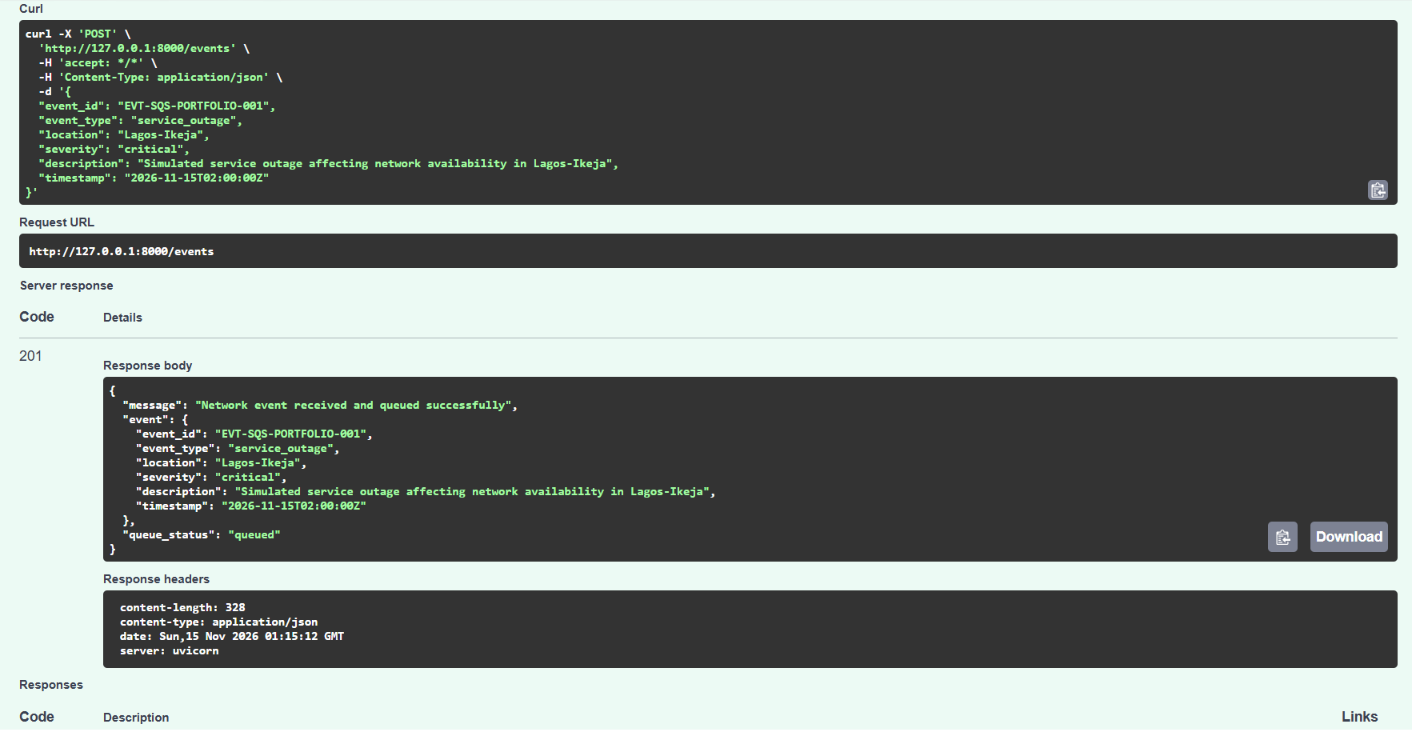 Curl
curl -X 'POST' \
  'http://127.0.0.1:8000/events' \
  -H 'accept: */*' \
  -H 'Content-Type: application/json' \
  -d '{
  "event_id": "EVT-SQS-PORTFOLIO-001",
  "event_type": "service_outage",
  "location": "Lagos-Ikeja",
  "severity": "critical",
  "description": "Simulated service outage affecting network availability in Lagos-Ikeja",
  "timestamp": "2026-11-15T02:00:00Z"
}'
Request URL
http://127.0.0.1:8000/events
Server response
Code Details
201
Response body
{
  "message": "Network event received and queued successfully",
  "event": {
    "event_id": "EVT-SQS-PORTFOLIO-001",
    "event_type": "service_outage",
    "location": "Lagos-Ikeja",
    "severity": "critical",
    "description": "Simulated service outage affecting network availability in Lagos-Ikeja",
    "timestamp": "2026-11-15T02:00:00Z"
  },
  "queue_status": "queued"
}
Download
Response headers
content-length: 328
content-type: application/json
date: Sun,15 Nov 2026 01:15:12 GMT
server: uvicorn
Responses
Code Description Links